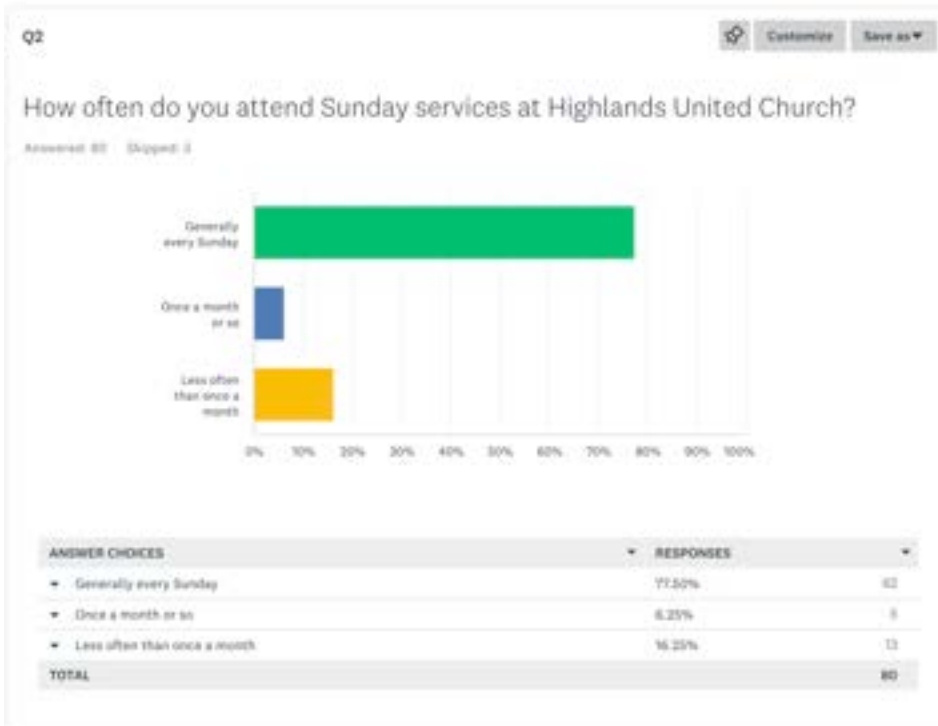 Q2
Customize
Save as
How often do you attend Sunday services at Highlands United Church?
Answered: 80 Skipped:
Generally
every Sunday
Once a month
or so
Less often
than once a
month
0% 10% 20% 30% 40% 50% 60% 70% 80% 90% 100%
ANSWER CHOICES RESPONSES
Generally every Sunday 77.50% 62
Once a month or so 6.25% 5
Less often than once a month 16.25% 13
TOTAL 80